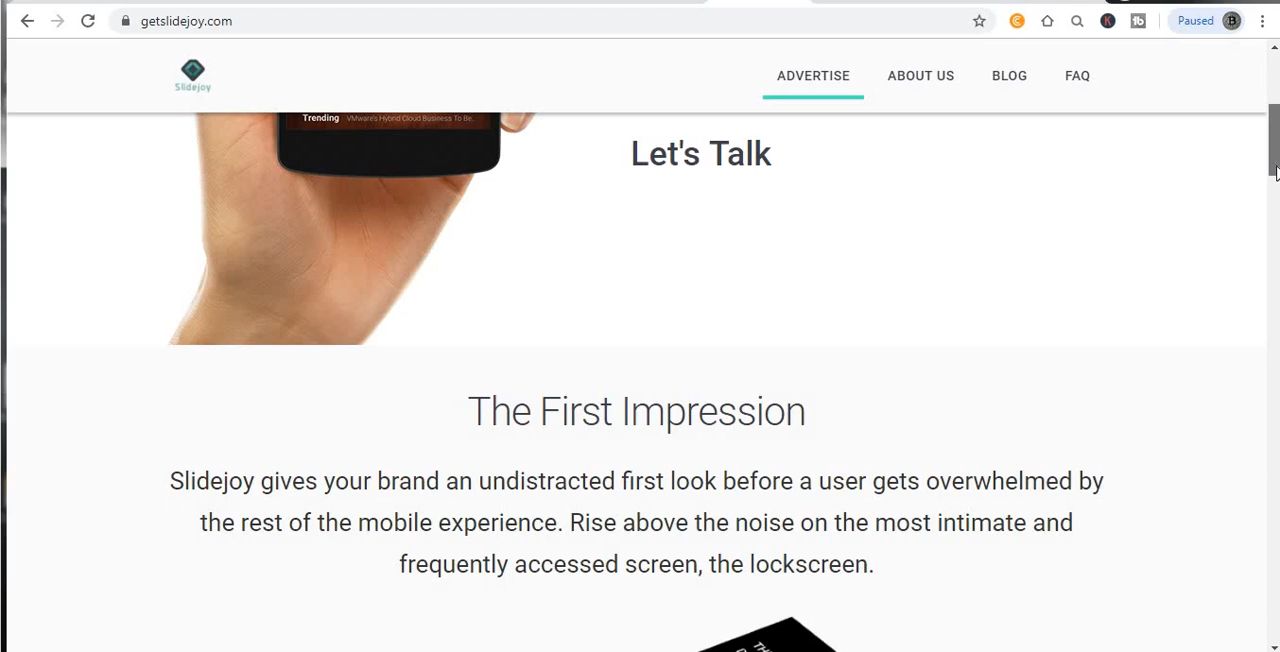 getslidejoy.com
Paused
Slidejoy
ADVERTISE
ABOUT US
BLOG
FAQ
Trending VMware's Hybrid Cloud Business To Be.
Let's Talk
The First Impression
Slidejoy gives your brand an undistracted first look before a user gets overwhelmed by
the rest of the mobile experience. Rise above the noise on the most intimate and
frequently accessed screen, the lockscreen.